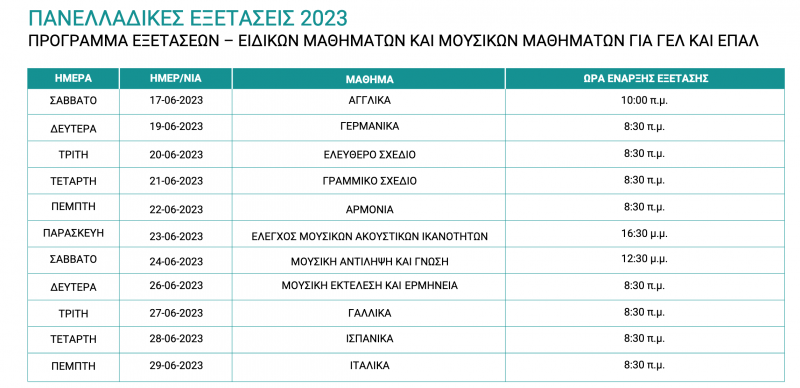 ΠΑΝΕΛΛΑΔΙΚΕΣ ΕΞΕΤΑΣΕΙΣ 2023
ΠΡΟΓΡΑΜΜΑ ΕΞΕΤΑΣΕΩΝ – ΕΙΔΙΚΩΝ ΜΑΘΗΜΑΤΩΝ ΚΑΙ ΜΟΥΣΙΚΩΝ ΜΑΘΗΜΑΤΩΝ ΓΙΑ ΓΕΛ ΚΑΙ ΕΠΑΛ
ΗΜΕΡΑ ΗΜΕΡ/ΝΙΑ ΜΑΘΗΜΑ ΩΡΑ ΕΝΑΡΞΗΣ ΕΞΕΤΑΣΗΣ
ΣΑΒΒΑΤΟ 17-06-2023 ΑΓΓΛΙΚΑ 10:00 π.μ.
ΔΕΥΤΕΡΑ 19-06-2023 ΓΕΡΜΑΝΙΚΑ 8:30 π.μ.
ΤΡΙΤΗ 20-06-2023 ΕΛΕΥΘΕΡΟ ΣΧΕΔΙΟ 8:30 π.μ.
ΤΕΤΑΡΤΗ 21-06-2023 ΓΡΑΜΜΙΚΟ ΣΧΕΔΙΟ 8:30 π.μ.
ΠΕΜΠΤΗ 22-06-2023 ΑΡΜΟΝΙΑ 8:30 π.μ.
ΠΑΡΑΣΚΕΥΗ 23-06-2023 ΕΛΕΓΧΟΣ ΜΟΥΣΙΚΩΝ ΑΚΟΥΣΤΙΚΩΝ ΙΚΑΝΟΤΗΤΩΝ 16:30 μ.μ.
ΣΑΒΒΑΤΟ 24-06-2023 ΜΟΥΣΙΚΗ ΑΝΤΙΛΗΨΗ ΚΑΙ ΓΝΩΣΗ 12:30 μ.μ.
ΔΕΥΤΕΡΑ 26-06-2023 ΜΟΥΣΙΚΗ ΕΚΤΕΛΕΣΗ ΚΑΙ ΕΡΜΗΝΕΙΑ 8:30 π.μ.
ΤΡΙΤΗ 27-06-2023 ΓΑΛΛΙΚΑ 8:30 π.μ.
ΤΕΤΑΡΤΗ 28-06-2023 ΙΣΠΑΝΙΚΑ 8:30 π.μ.
ΠΕΜΠΤΗ 29-06-2023 ΙΤΑΛΙΚΑ 8:30 π.μ.